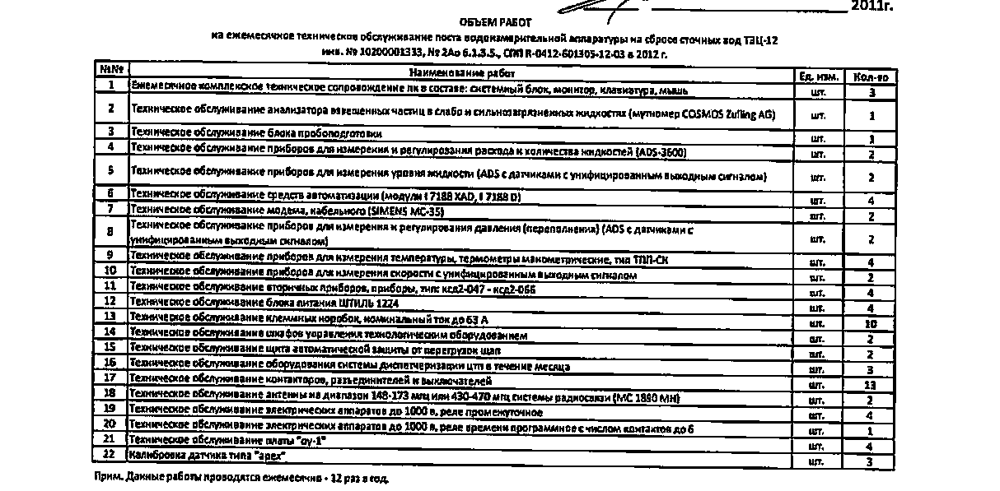 2011г.
ОБЪЕМ РАБОТ
на ежемесячное техническое обслуживание поста водоизмерительной аппаратуры на сбросе сточных вод ТЭЦ-12
инв. № 10200001333, № 2Ао 6.1.3.5., СПП R-0412-601305-12-03 в 2012 г.
№№ Наименование работ Ед. изм. Кол-во
1 Ежемесячное комплексное техническое сопровождение пк в составе: системный блок, монитор, клавиатура, мышь шт. 3
2 Техническое обслуживание анализатора взвешенных частиц в слабо и сильнозагрязненных жидкостях (мутномер COSMOS Zulling AG) шт. 1
3 Техническое обслуживание блока пробоподготовки шт. 1
4 Техническое обслуживание приборов для измерения и регулирования расхода и количества жидкостей (ADS-3600) шт. 2
5 Техническое обслуживание приборов для измерения уровня жидкости (ADS с датчиками с унифицированным выходным сигналом) шт. 2
6 Техническое обслуживание средств автоматизации (модули I 7188 XAD, I 7188 D) шт. 4
7 Техническое обслуживание модема, кабельного (SIMENS MC-35) шт. 2
8 Техническое обслуживание приборов для измерения и регулирования давления (переполнения) (ADS с датчиками с
унифицированным выходным сигналом) шт. 2
9 Техническое обслуживание приборов для измерения температуры, термометры манометрические, тип ТПП-СК шт. 4
10 Техническое обслуживание приборов для измерения скорости с унифицированным выходным сигналом шт. 2
11 Техническое обслуживание вторичных приборов, приборы, тип: ксд2-047 - ксд2-066 шт. 4
12 Техническое обслуживание блока питания ШТИЛЬ 1224 шт. 4
13 Техническое обслуживание клеммных коробок, номинальный ток до 63 А шт. 10
14 Техническое обслуживание шкафов управления технологическим оборудованием шт. 2
15 Техническое обслуживание щита автоматической защиты от перегрузок щап шт. 2
16 Техническое обслуживание оборудования системы диспетчеризации цтп в течение месяца шт. 3
17 Техническое обслуживание контакторов, разъединителей и выключателей шт. 13
18 Техническое обслуживание антенны на диапазон 148-173 мгц или 430-470 мгц системы радиосвязи (МС 1890 МН) шт. 2
19 Техническое обслуживание электрических аппаратов до 1000 в, реле промежуточное шт. 4
20 Техническое обслуживание электрических аппаратов до 1000 в, реле времени программное с числом контактов до 6 шт. 1
21 Техническое обслуживание платы "оу-1" шт. 4
22 Калибровка датчика типа "apex" шт. 3
Прим. Данные работы проводятся ежемесячно - 12 раз в год.